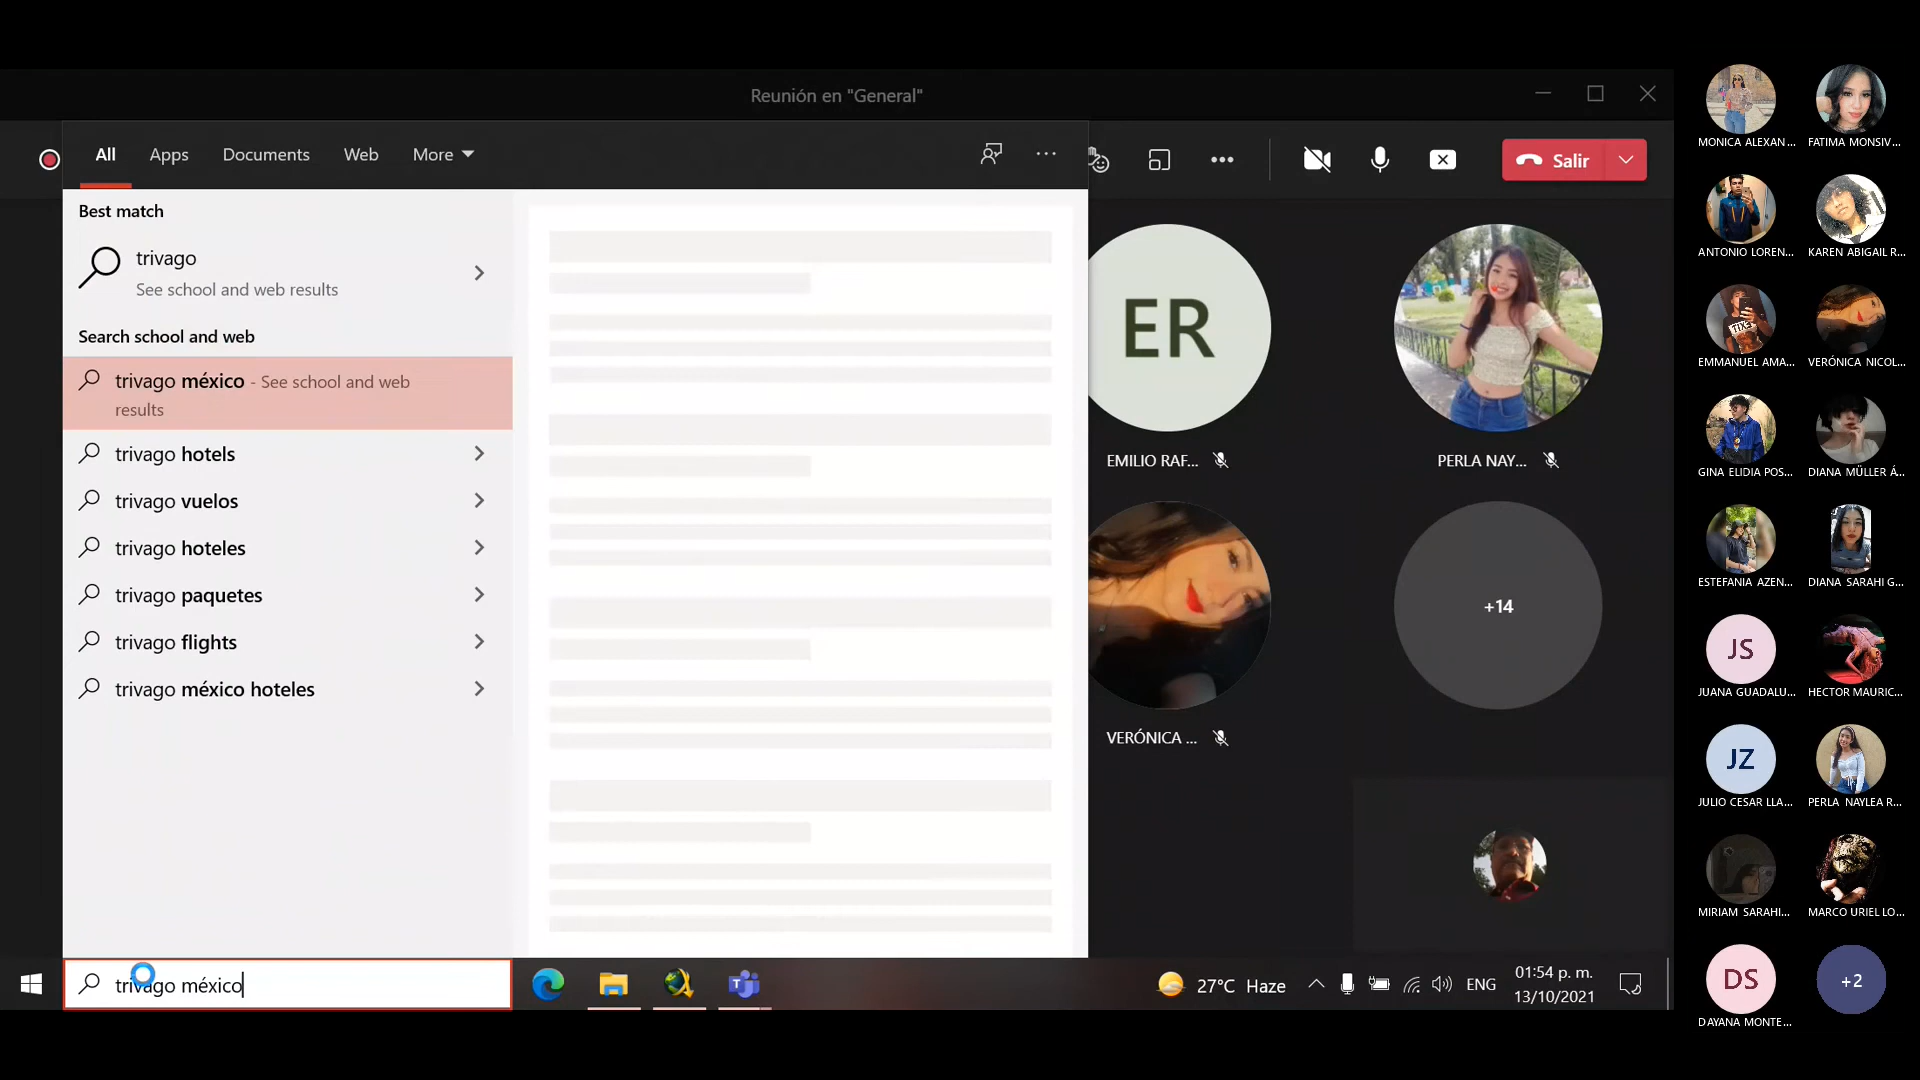 Reunión en "General"
All
Apps
Documents
Web
More
Salir
Best match
trivago
See school and web results
Search school and web
trivago méxico - See school and web
results
trivago hotels
trivago vuelos
trivago hoteles
trivago paquetes
trivago flights
trivago méxico hoteles
trivago méxico
ER
EMILIO RAF...
PERLA NAY...
VERÓNICA ...
+14
27°C Haze
ENG
01:54 p. m.
13/10/2021
MONICA ALEXAN...
FATIMA MONSIV...
ANTONIO LOREN...
KAREN ABIGAIL R...
EMMANUEL AMA...
VERÓNICA NICOL...
GINA ELIDIA POS...
DIANA MÜLLER Á...
ESTEFANIA AZEN...
DIANA SARAHI G...
JS
JUANA GUADALU...
HECTOR MAURIC...
JZ
JULIO CESAR LLA...
PERLA NAYLEA R...
MIRIAM SARAHI...
MARCO URIEL LO...
DS
DAYANA MONTE...
+2